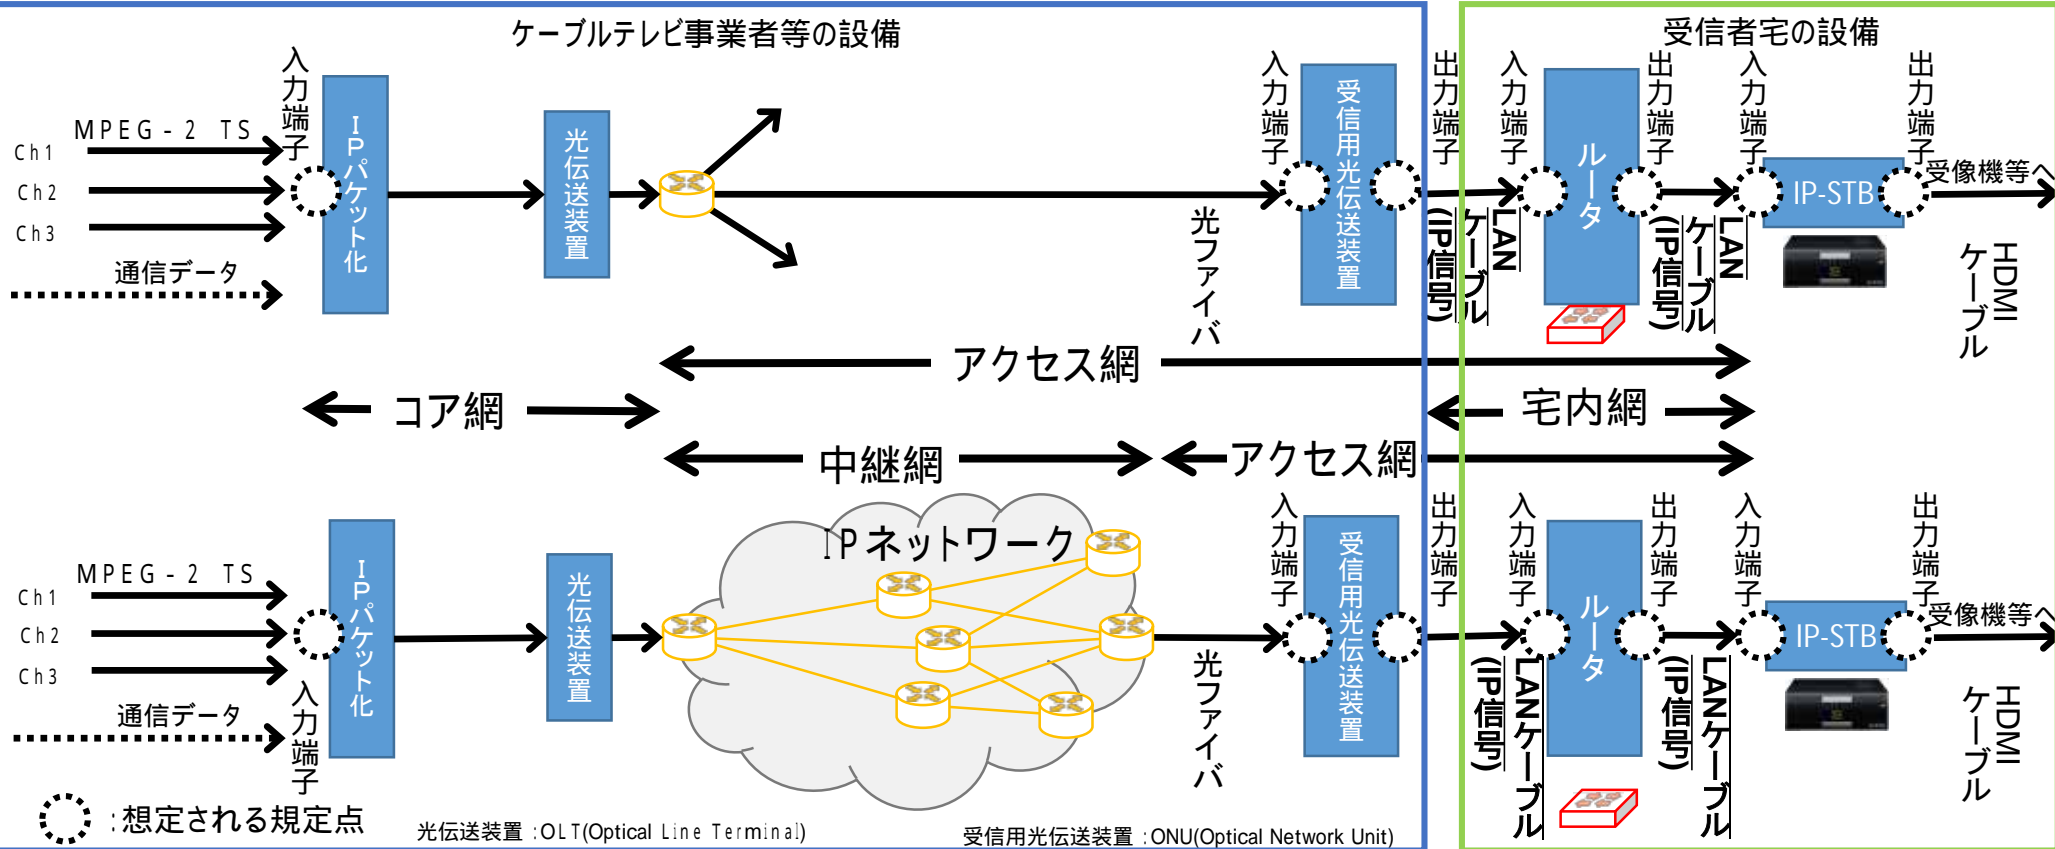 ケーブルテレビ事業者等の設備
受信者宅の設備
入力端子
入力端子
出力端子
入力端子
出力端子
入力端子
出力端子
MPEG-2 TS
Ch1
Ch2
Ch3
通信データ
IPパケット化
光伝送装置
受信用光伝送装置
ルータ
IP-STB
受像機等へ
光ファイバ
LAN
ケーブル
(IP信号)
LAN
ケーブル
(IP信号)
HDMI
ケーブル
アクセス網
コア網
宅内網
中継網
アクセス網
IPネットワーク
入力端子
出力端子
入力端子
出力端子
入力端子
出力端子
MPEG-2 TS
Ch1
Ch2
Ch3
通信データ
入力端子
IPパケット化
光伝送装置
受信用光伝送装置
ルータ
IP-STB
受像機等へ
光ファイバ
LANケーブル
(IP信号)
LANケーブル
(IP信号)
HDMI
ケーブル
:想定される規定点
光伝送装置:OLT(Optical Line Terminal)
受信用光伝送装置:ONU(Optical Network Unit)